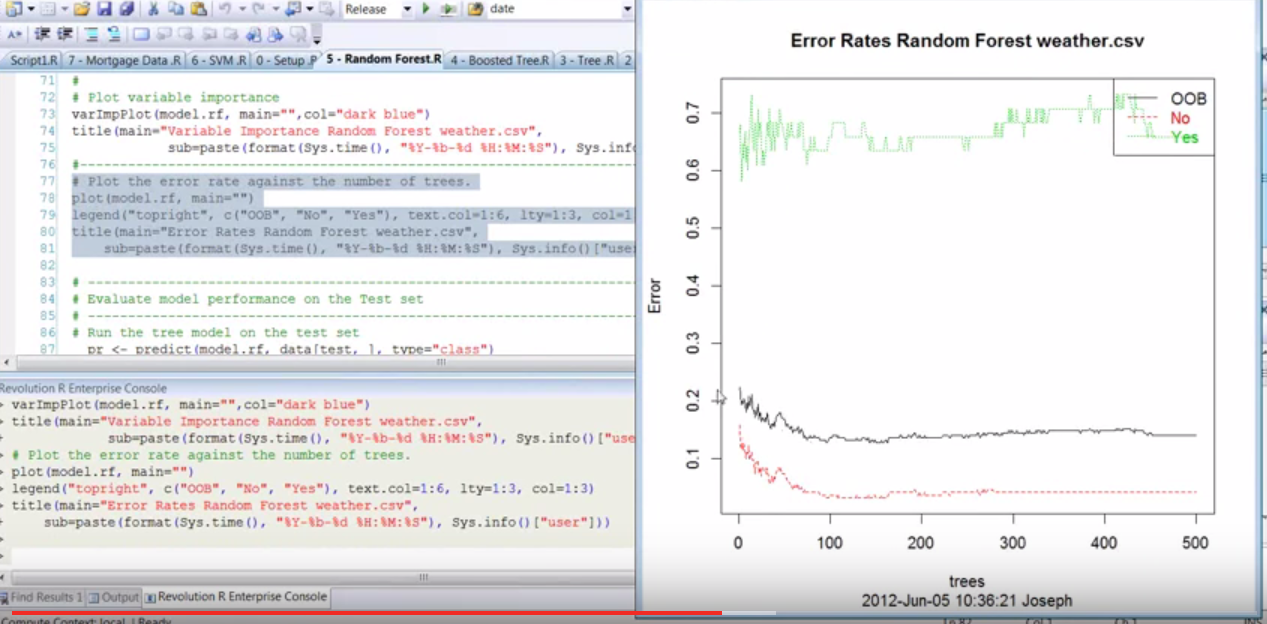 Release date
Script1.R 7 - Mortgage Data .R 6 - SVM .R 0 - Setup .R 5 - Random Forest.R 4 - Boosted Tree.R 3 - Tree .R 2
71 #
72 # Plot variable importance
73 varImpPlot(model.rf, main="",col="dark blue")
74 title(main="Variable Importance Random Forest weather.csv",
75 sub=paste(format(Sys.time(), "%Y-%b-%d %H:%M:%S"), Sys.info
76 #--------------------------------------------------------------------
77 # Plot the error rate against the number of trees.
78 plot(model.rf, main="")
79 legend("topright", c("OOB", "No", "Yes"), text.col=1:6, lty=1:3, col=1
80 title(main="Error Rates Random Forest weather.csv",
81 sub=paste(format(Sys.time(), "%Y-%b-%d %H:%M:%S"), Sys.info()["use
82
83 # -------------------------------------------------------------------
84 # Evaluate model performance on the Test set
85 # -------------------------------------------------------------------
86 # Run the tree model on the test set
87 pr <- predict(model.rf, data[test, ], type="class")
Revolution R Enterprise Console
> varImpPlot(model.rf, main="",col="dark blue")
> title(main="Variable Importance Random Forest weather.csv",
+ sub=paste(format(Sys.time(), "%Y-%b-%d %H:%M:%S"), Sys.info()["use
> # Plot the error rate against the number of trees.
> plot(model.rf, main="")
> legend("topright", c("OOB", "No", "Yes"), text.col=1:6, lty=1:3, col=1:3)
> title(main="Error Rates Random Forest weather.csv",
+ sub=paste(format(Sys.time(), "%Y-%b-%d %H:%M:%S"), Sys.info()["user"]))
>
>
Find Results 1 Output Revolution R Enterprise Console
Compute Context: local | Ready
Ln 82 Col 1 Ch 1 INS
Error Rates Random Forest weather.csv
OOB
No
Yes
0.7
0.6
0.5
0.4
0.3
0.2
0.1
Error
0 100 200 300 400 500
trees
2012-Jun-05 10:36:21 Joseph